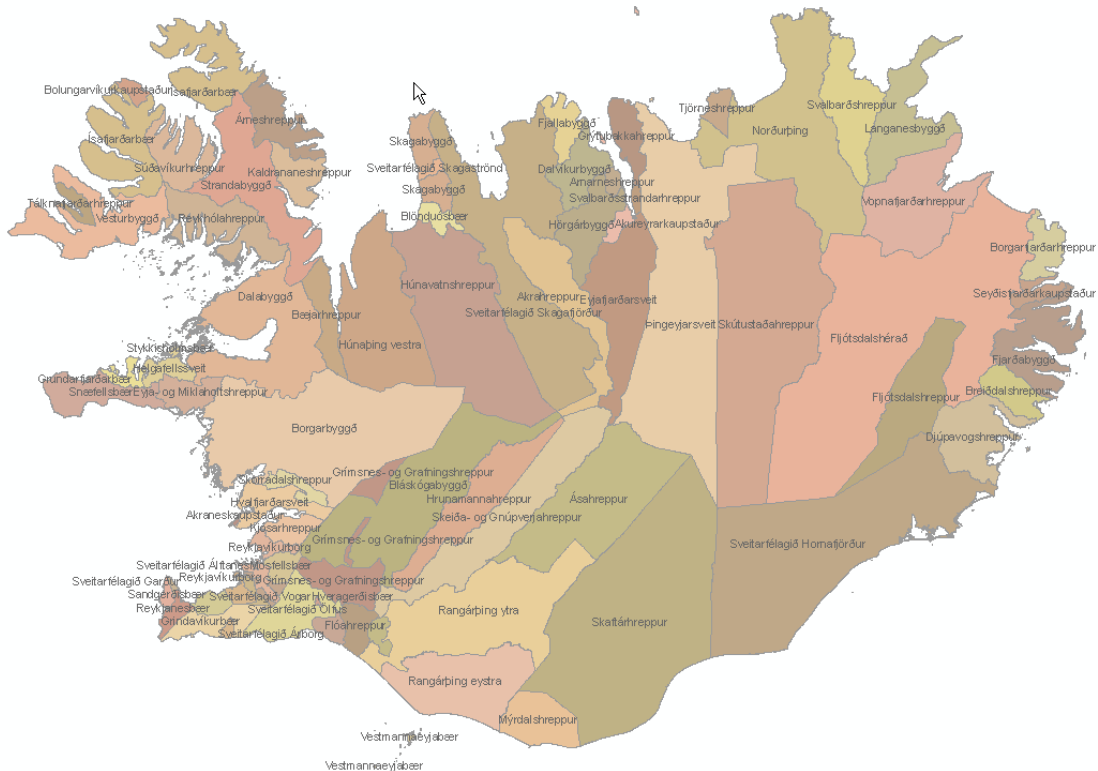 Bolungarvíkurkaupstaður
Ísafjarðarbær
Árneshreppur
Ísafjarðarbær
Súðavíkurhreppur
Kaldrananeshreppur
Strandabyggð
Tálknafjarðarhreppur
Vesturbyggð
Reykhólahreppur
Skagabyggð
Sveitarfélagið Skagaströnd
Skagabyggð
Blönduósbær
Fjallabyggð
Grýtubakkahreppur
Dalvíkurbyggð
Arnarneshreppur
Svalbarðsstrandarhreppur
Hörgárbyggð
Akureyrarkaupstaður
Tjörneshreppur
Norðurþing
Svalbarðshreppur
Langanesbyggð
Vopnafjarðarhreppur
Borgarfjarðarhreppur
Seyðisfjarðarkaupstaður
Fljótsdalshérað
Fjarðabyggð
Breiðdalshreppur
Fljótsdalshreppur
Djúpavogshreppur
Dalabyggð
Bæjarhreppur
Húnaþing vestra
Húnavatnshreppur
Akrahreppur
Eyjafjarðarsveit
Sveitarfélagið Skagafjörður
Þingeyjarsveit
Skútustaðahreppur
Stykkishólmsbær
Helgafellssveit
Grundarfjarðarbær
Snæfellsbær
Eyja- og Miklaholtshreppur
Borgarbyggð
Skorradalshreppur
Hvalfjarðarsveit
Akraneskaupstaður
Kjósarhreppur
Grímsnes- og Grafningshreppur
Bláskógabyggð
Hrunamannahreppur
Skeiða- og Gnúpverjahreppur
Ásahreppur
Grímsnes- og Grafningshreppur
Reykjavíkurborg
Sveitarfélagið Álftanes
Mosfellsbær
Reykjavíkurborg
Grímsnes- og Grafningshreppur
Sveitarfélagið Garður
Sandgerðisbær
Sveitarfélagið Vogar
Hveragerðisbær
Reykjanesbær
Sveitarfélagið Ölfus
Grindavíkurbær
Sveitarfélagið Árborg
Flóahreppur
Rangárþing ytra
Skaftárhreppur
Sveitarfélagið Hornafjörður
Rangárþing eystra
Mýrdalshreppur
Vestmannaeyjabær
Vestmannaeyjabær